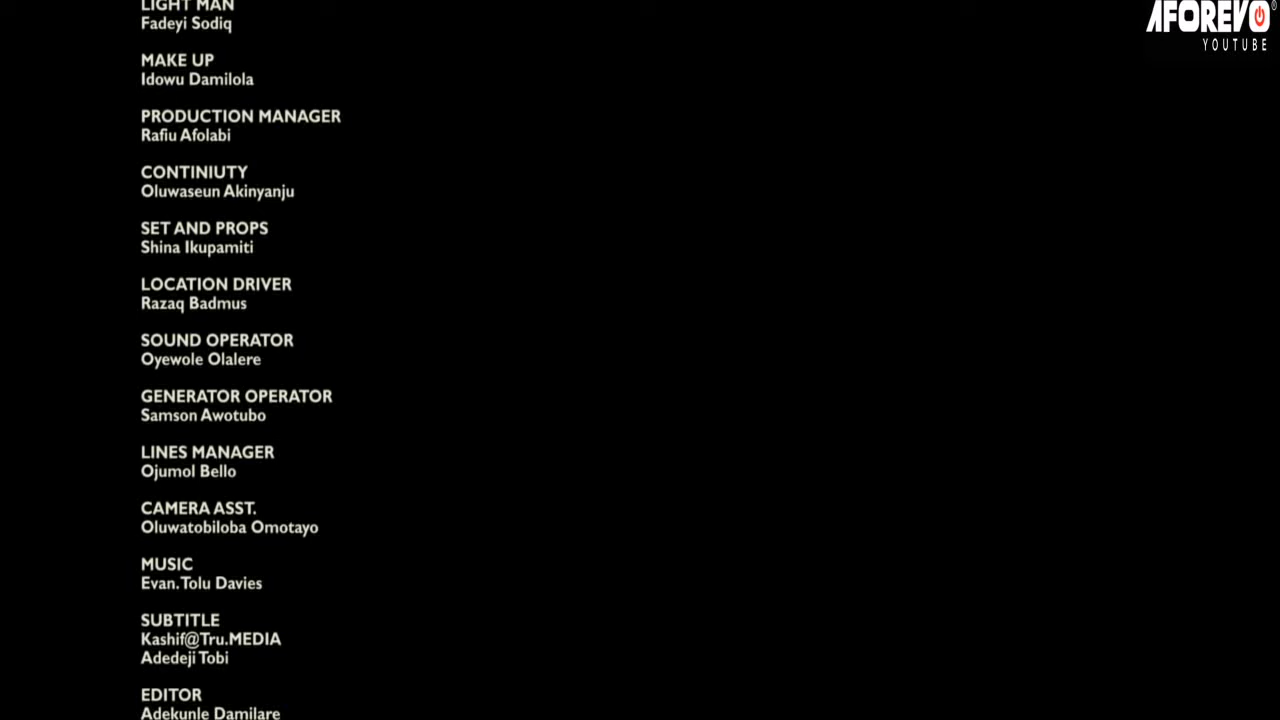 LIGHT MAN
Fadeyi Sodiq
MAKE UP
Idowu Damilola
PRODUCTION MANAGER
Rafiu Afolabi
CONTINIUTY
Oluwaseun Akinyanju
SET AND PROPS
Shina Ikupamiti
LOCATION DRIVER
Razaq Badmus
SOUND OPERATOR
Oyewole Olalere
GENERATOR OPERATOR
Samson Awotubo
LINES MANAGER
Ojumol Bello
CAMERA ASST.
Oluwatobiloba Omotayo
MUSIC
Evan.Tolu Davies
SUBTITLE
Kashif@Tru.MEDIA
Adedeji Tobi
EDITOR
Adekunle Damilare
AFOREVO®
YOUTUBE